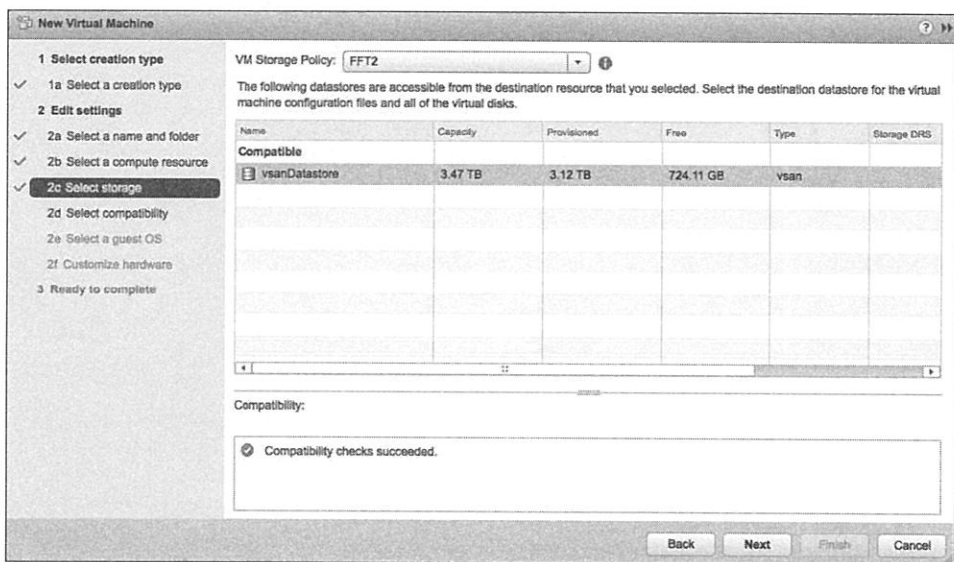 New Virtual Machine
1 Select creation type
1a Select a creation type
2 Edit settings
2a Select a name and folder
2b Select a compute resource
2c Select storage
2d Select compatibility
2e Select a guest OS
2f Customize hardware
3 Ready to complete
VM Storage Policy: FFT2
The following datastores are accessible from the destination resource that you selected. Select the destination datastore for the virtual
machine configuration files and all of the virtual disks.
Name Capacity Provisioned Free Type Storage DRS
Compatible
vsanDatastore 3.47 TB 3.12 TB 724.11 GB vsan
Compatibility:
Compatibility checks succeeded.
Back Next Finish Cancel